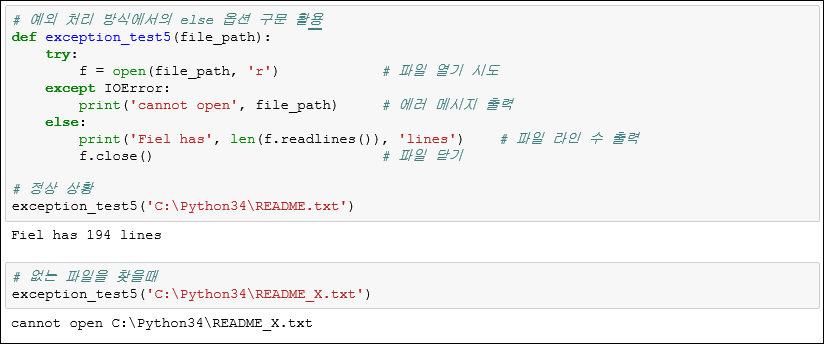 # 예외 처리 방식에서의 else 옵션 구문 활용
def exception_test5(file_path):
    try:
        f = open(file_path, 'r')            # 파일 열기 시도
    except IOError:
        print('cannot open', file_path)     # 에러 메시지 출력
    else:
        print('Fiel has', len(f.readlines()), 'lines')    # 파일 라인 수 출력
        f.close()                           # 파일 닫기
# 정상 상황
exception_test5('C:\Python34\README.txt')
Fiel has 194 lines
# 없는 파일을 찾을때
exception_test5('C:\Python34\README_X.txt')
cannot open C:\Python34\README_X.txt